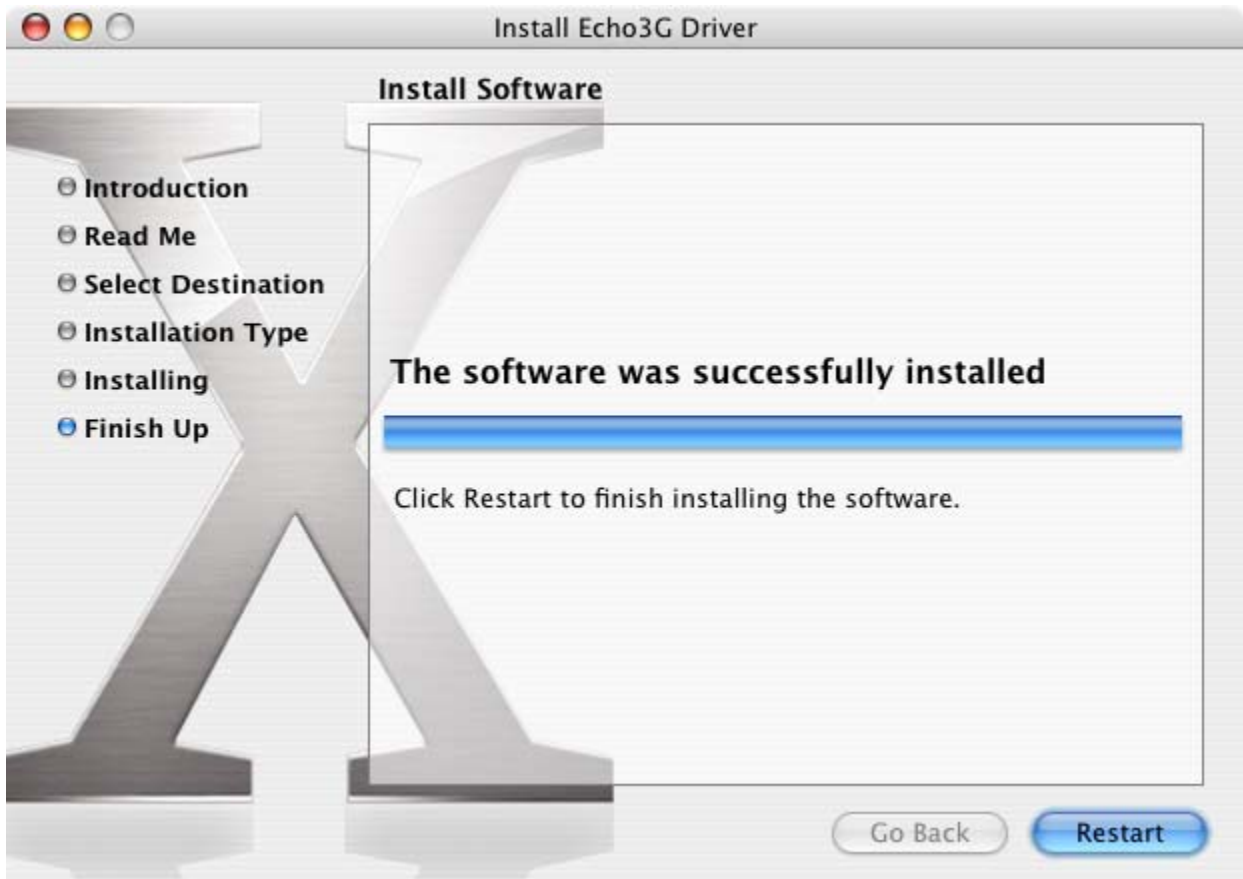 Install Echo3G Driver
Install Software
Introduction
Read Me
Select Destination
Installation Type
Installing
Finish Up
The software was successfully installed
Click Restart to finish installing the software.
Go Back
Restart